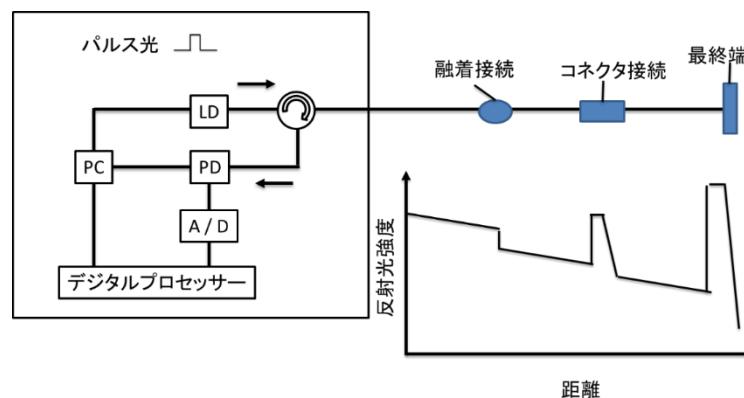 パルス光
LD
PC
PD
A / D
デジタルプロセッサー
融着接続
コネクタ接続
最終端
反射光強度
距離